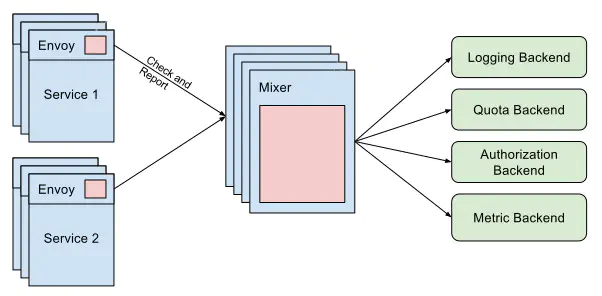 Envoy
Service 1
Check and
Report
Envoy
Service 2
Mixer
Logging Backend
Quota Backend
Authorization
Backend
Metric Backend